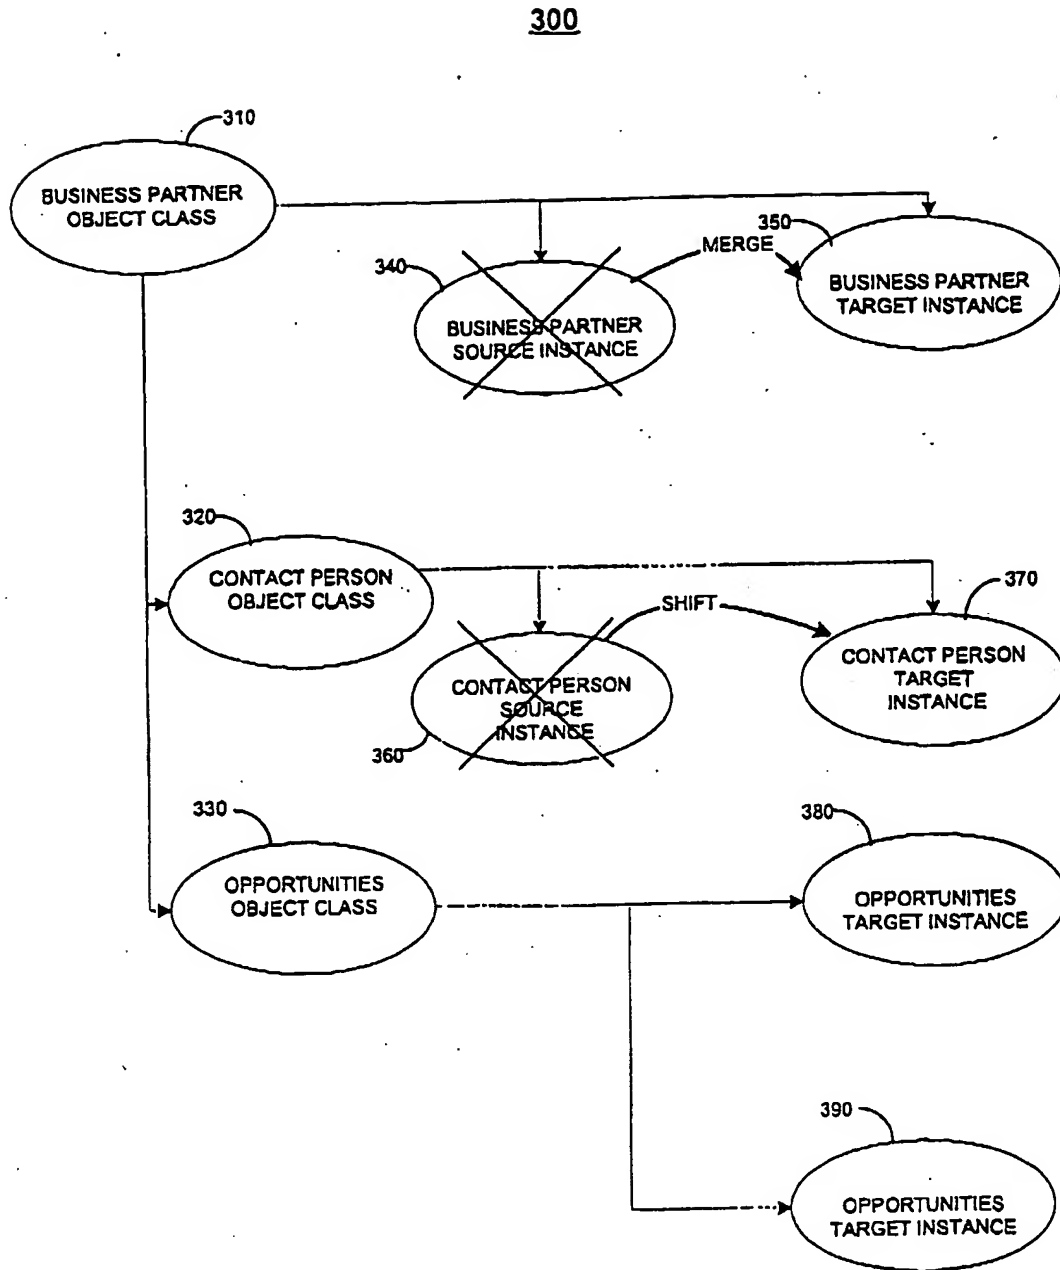 300
310
BUSINESS PARTNER
OBJECT CLASS
350
MERGE
340
BUSINESS PARTNER
TARGET INSTANCE
BUSINESS PARTNER
SOURCE INSTANCE
320
CONTACT PERSON
OBJECT CLASS
370
SHIFT
CONTACT PERSON
TARGET
INSTANCE
CONTACT PERSON
SOURCE
INSTANCE
360
330
380
OPPORTUNITIES
OBJECT CLASS
OPPORTUNITIES
TARGET INSTANCE
390
OPPORTUNITIES
TARGET INSTANCE